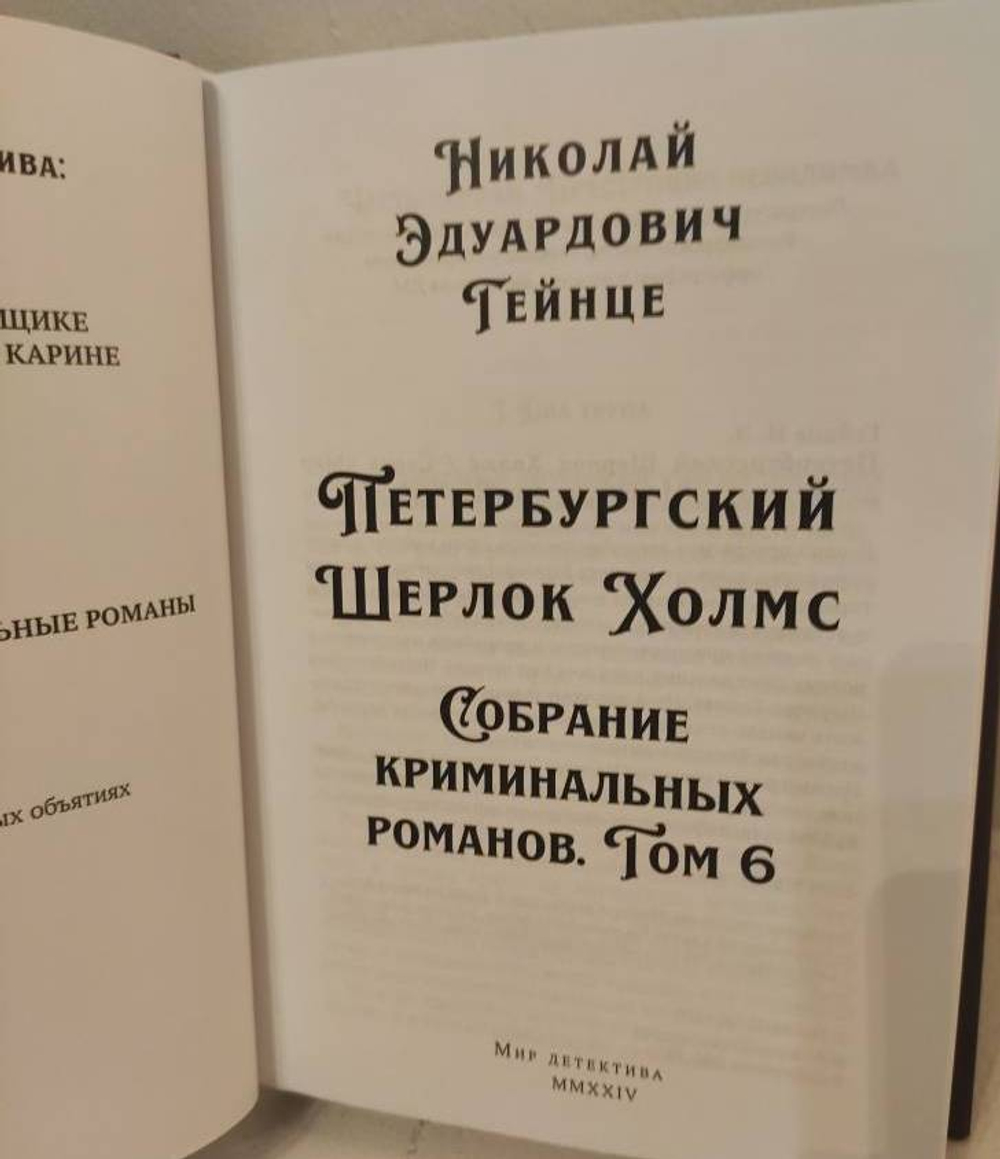 ИВА:
ЩИКЕ
КАРИНЕ
ЬНЫЕ РОМАНЫ
ых объятиях
Николай
Эдуардович
Гейнце
Петербургский
Шерлок Холмс
Собрание
криминальных
романов. Том 6
Мир детектива
MMXXIV